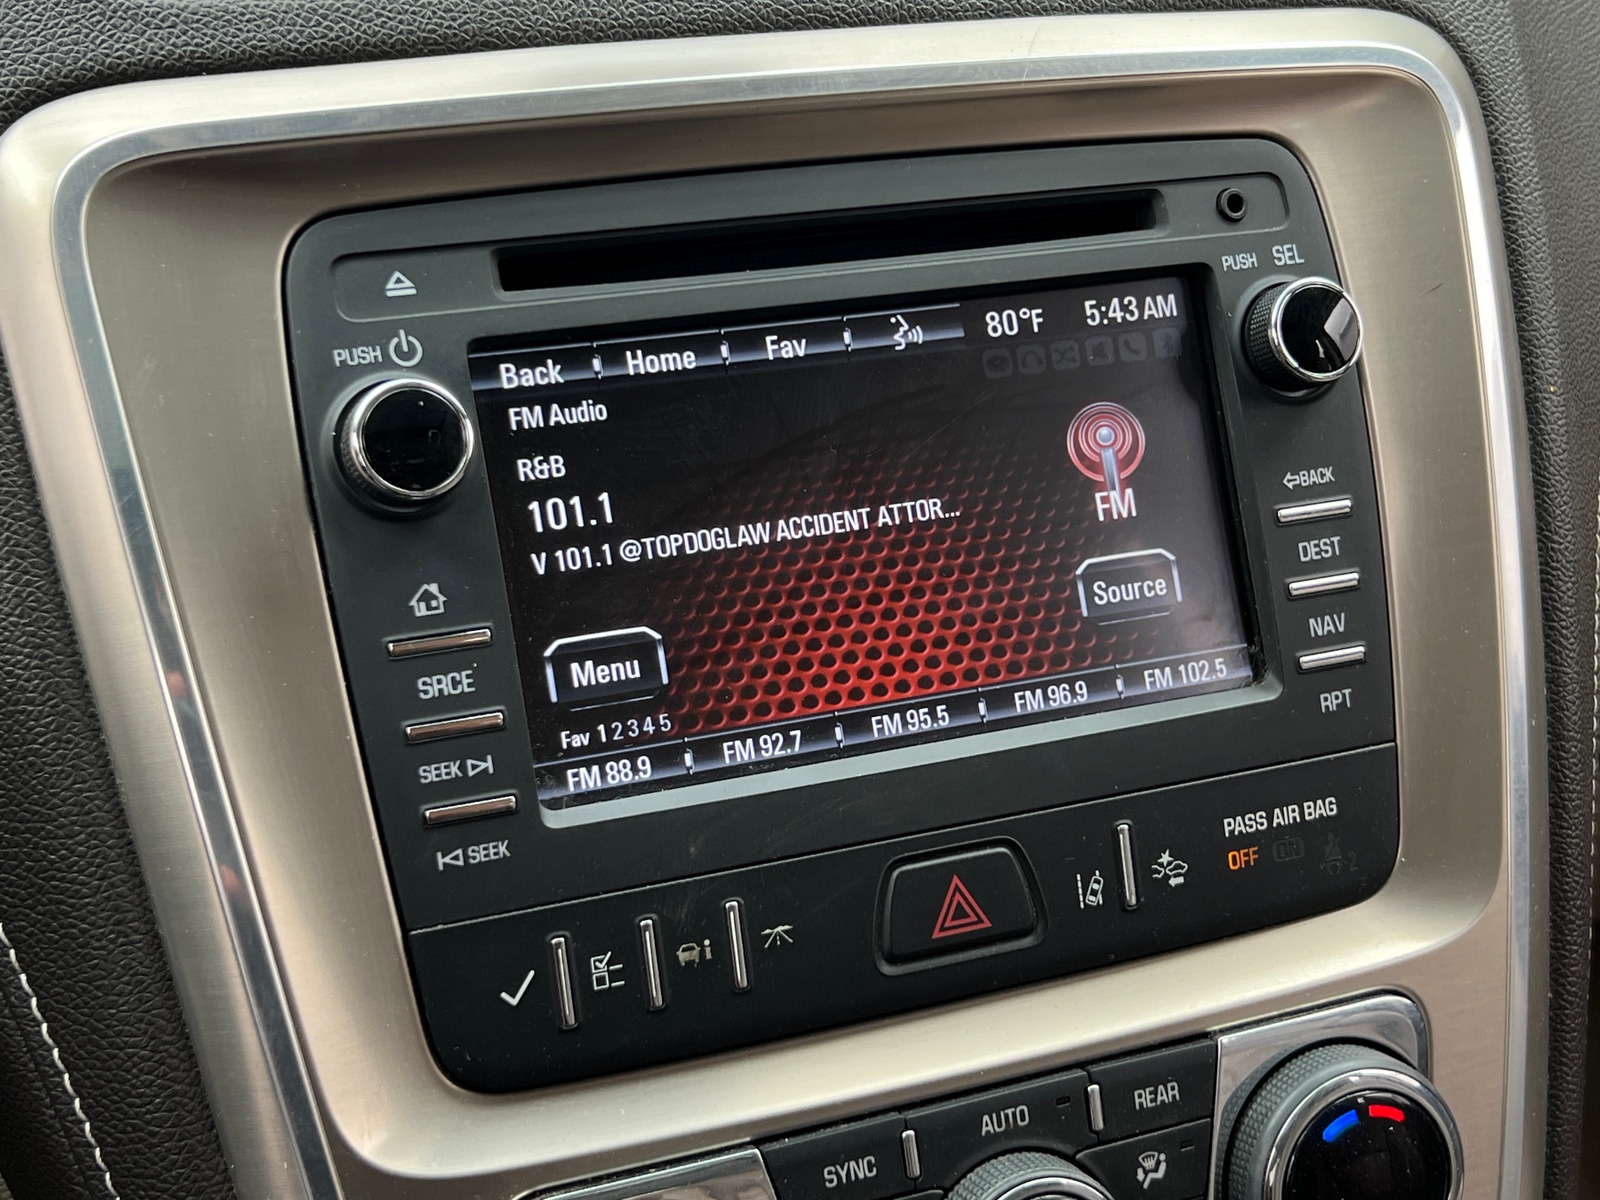 PUSH SEL
PUSH
Back Home Fav 80°F 5:43 AM
FM Audio
R&B
101.1
V 101.1 @TOPDOGLAW ACCIDENT ATTOR...
FM
Source
Menu
Fav 1 2 3 4 5
FM 88.9 FM 92.7 FM 95.5 FM 96.9 FM 102.5
SRCE
SEEK
SEEK
BACK
DEST
NAV
RPT
PASS AIR BAG
OFF ON 2
SYNC AUTO REAR